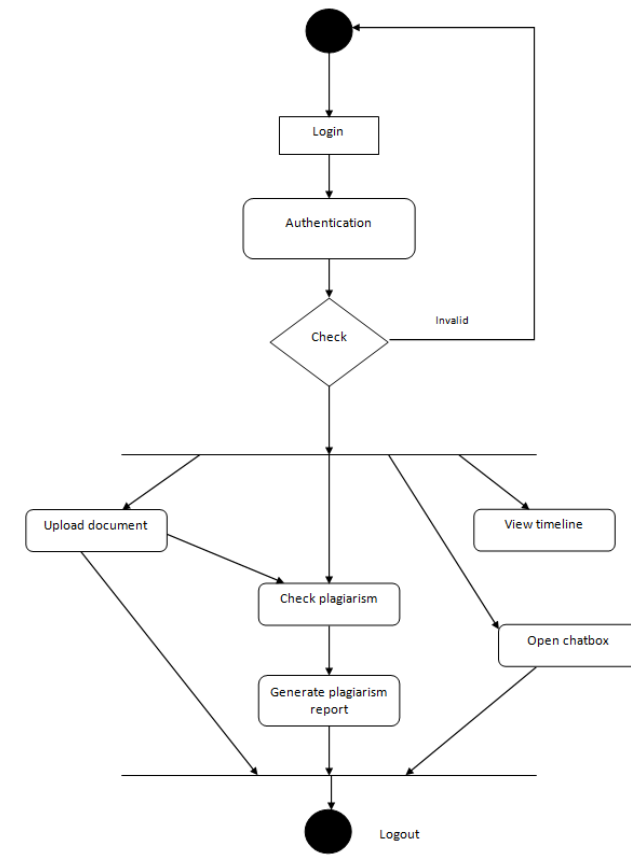 Login
Authentication
Check
Invalid
Upload document
View timeline
Check plagiarism
Open chatbox
Generate plagiarism
report
Logout